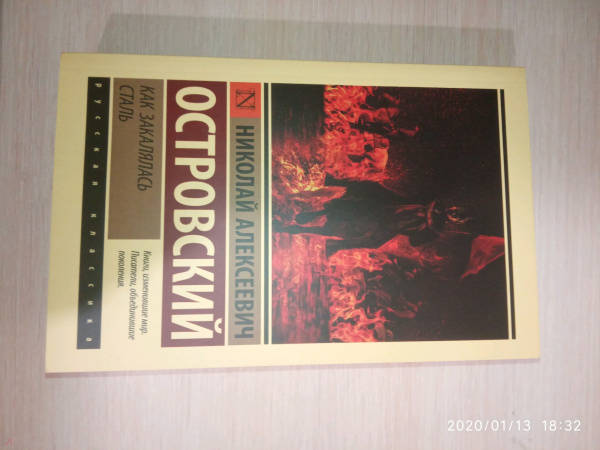 НИКОЛАЙ АЛЕКСЕЕВИЧ
ОСТРОВСКИЙ
КАК ЗАКАЛЯЛАСЬ
СТАЛЬ
Книги, изменившие мир.
Писатели, объединившие
поколения.
русская классика
2020/01/13 18:32